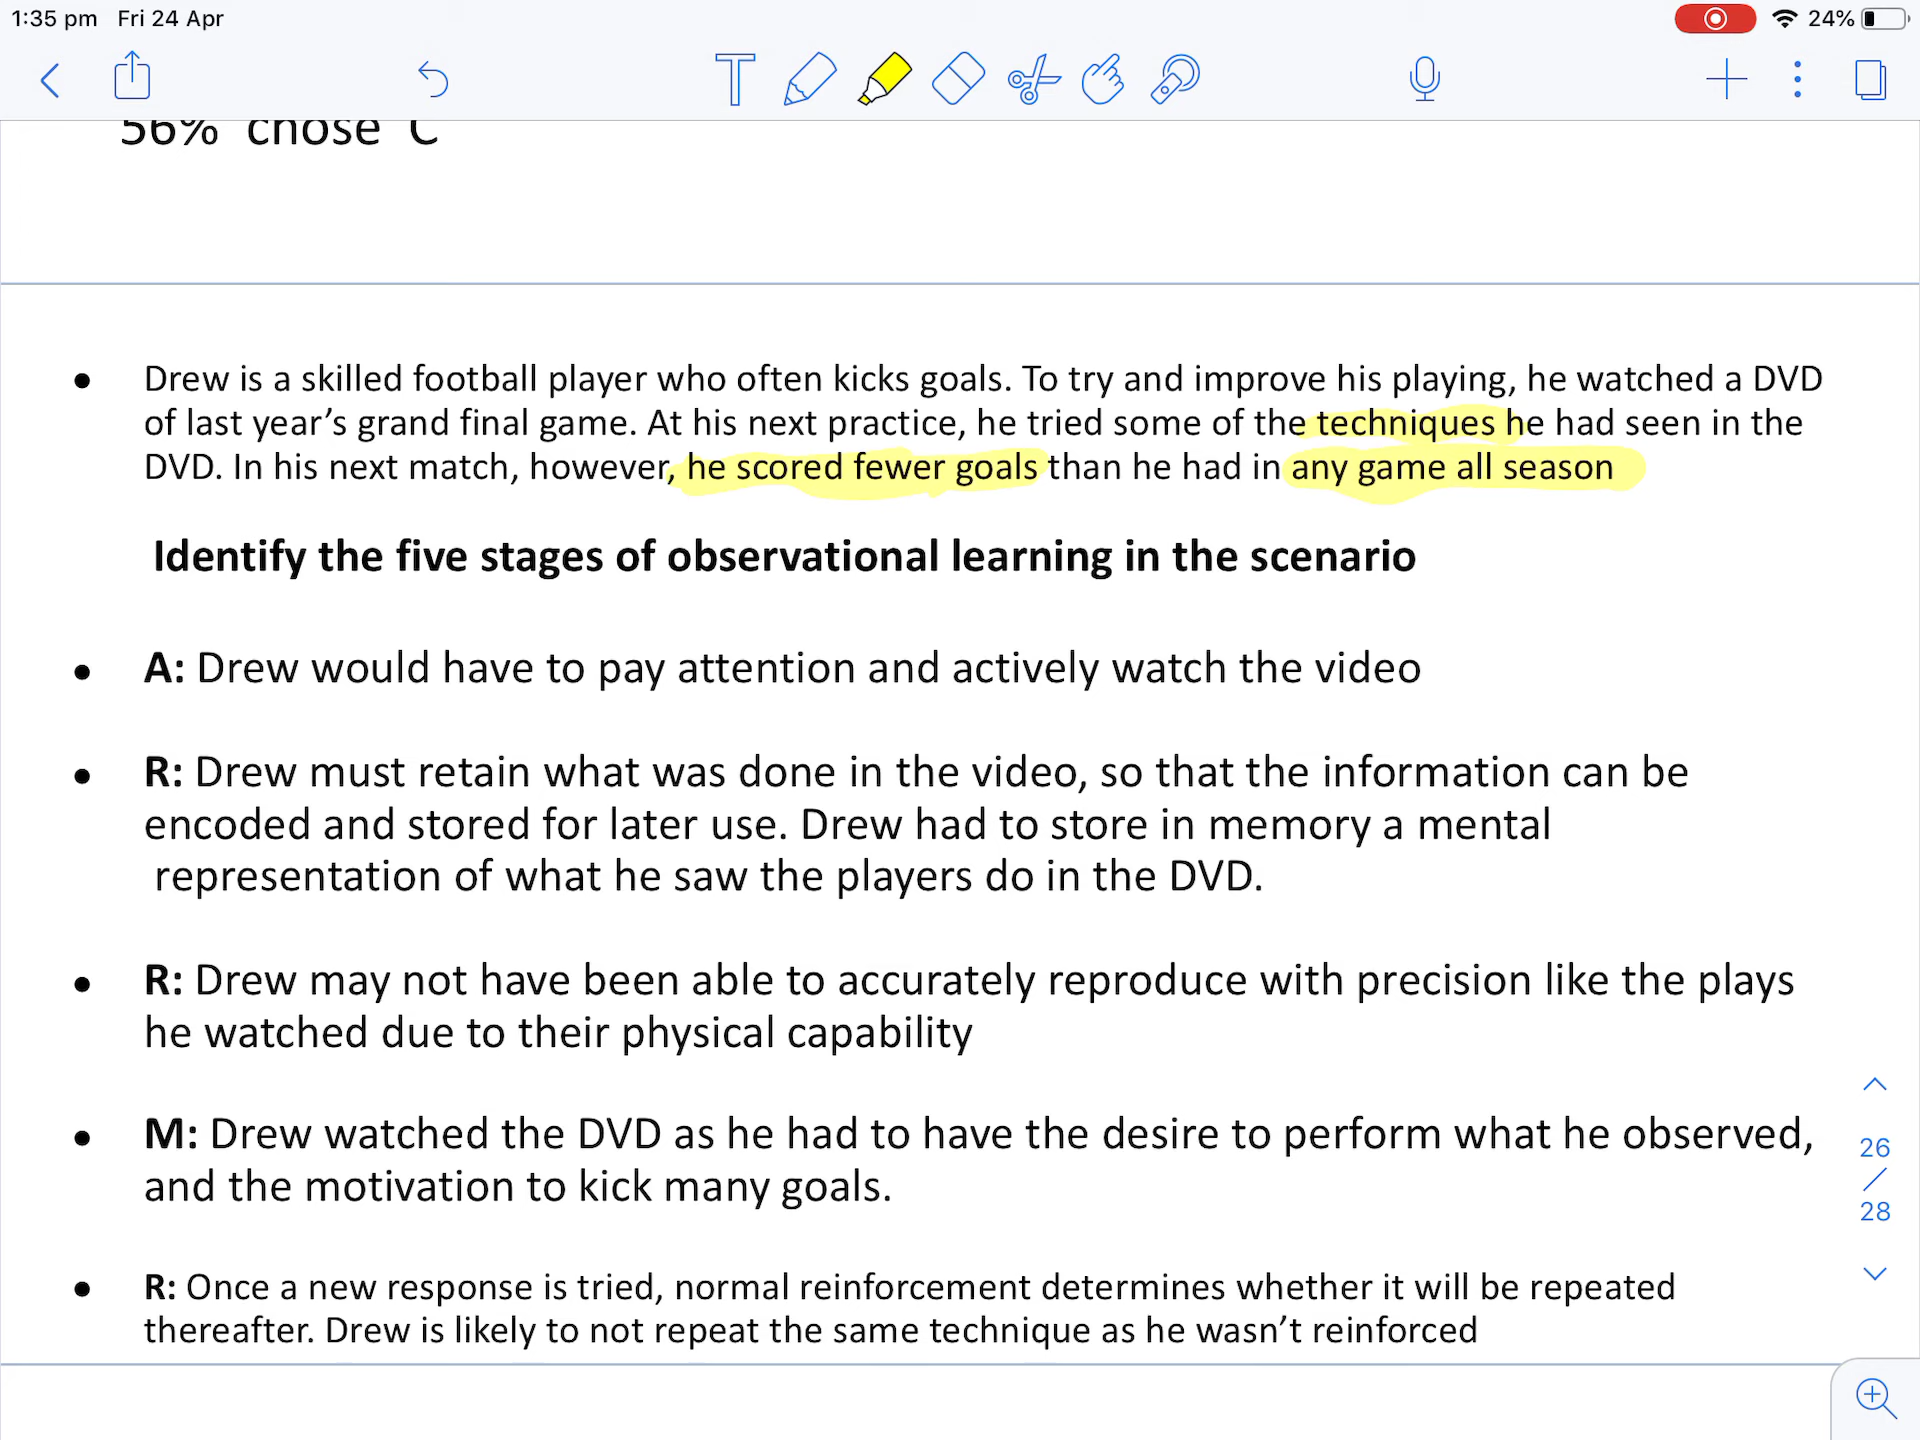 1:35 pm Fri 24 Apr
24%
T
56% chose C
• Drew is a skilled football player who often kicks goals. To try and improve his playing, he watched a DVD
of last year’s grand final game. At his next practice, he tried some of the techniques he had seen in the
DVD. In his next match, however, he scored fewer goals than he had in any game all season
Identify the five stages of observational learning in the scenario
• A: Drew would have to pay attention and actively watch the video
• R: Drew must retain what was done in the video, so that the information can be
encoded and stored for later use. Drew had to store in memory a mental
representation of what he saw the players do in the DVD.
• R: Drew may not have been able to accurately reproduce with precision like the plays
he watched due to their physical capability
• M: Drew watched the DVD as he had to have the desire to perform what he observed,
and the motivation to kick many goals.
• R: Once a new response is tried, normal reinforcement determines whether it will be repeated
thereafter. Drew is likely to not repeat the same technique as he wasn’t reinforced
26
/
28